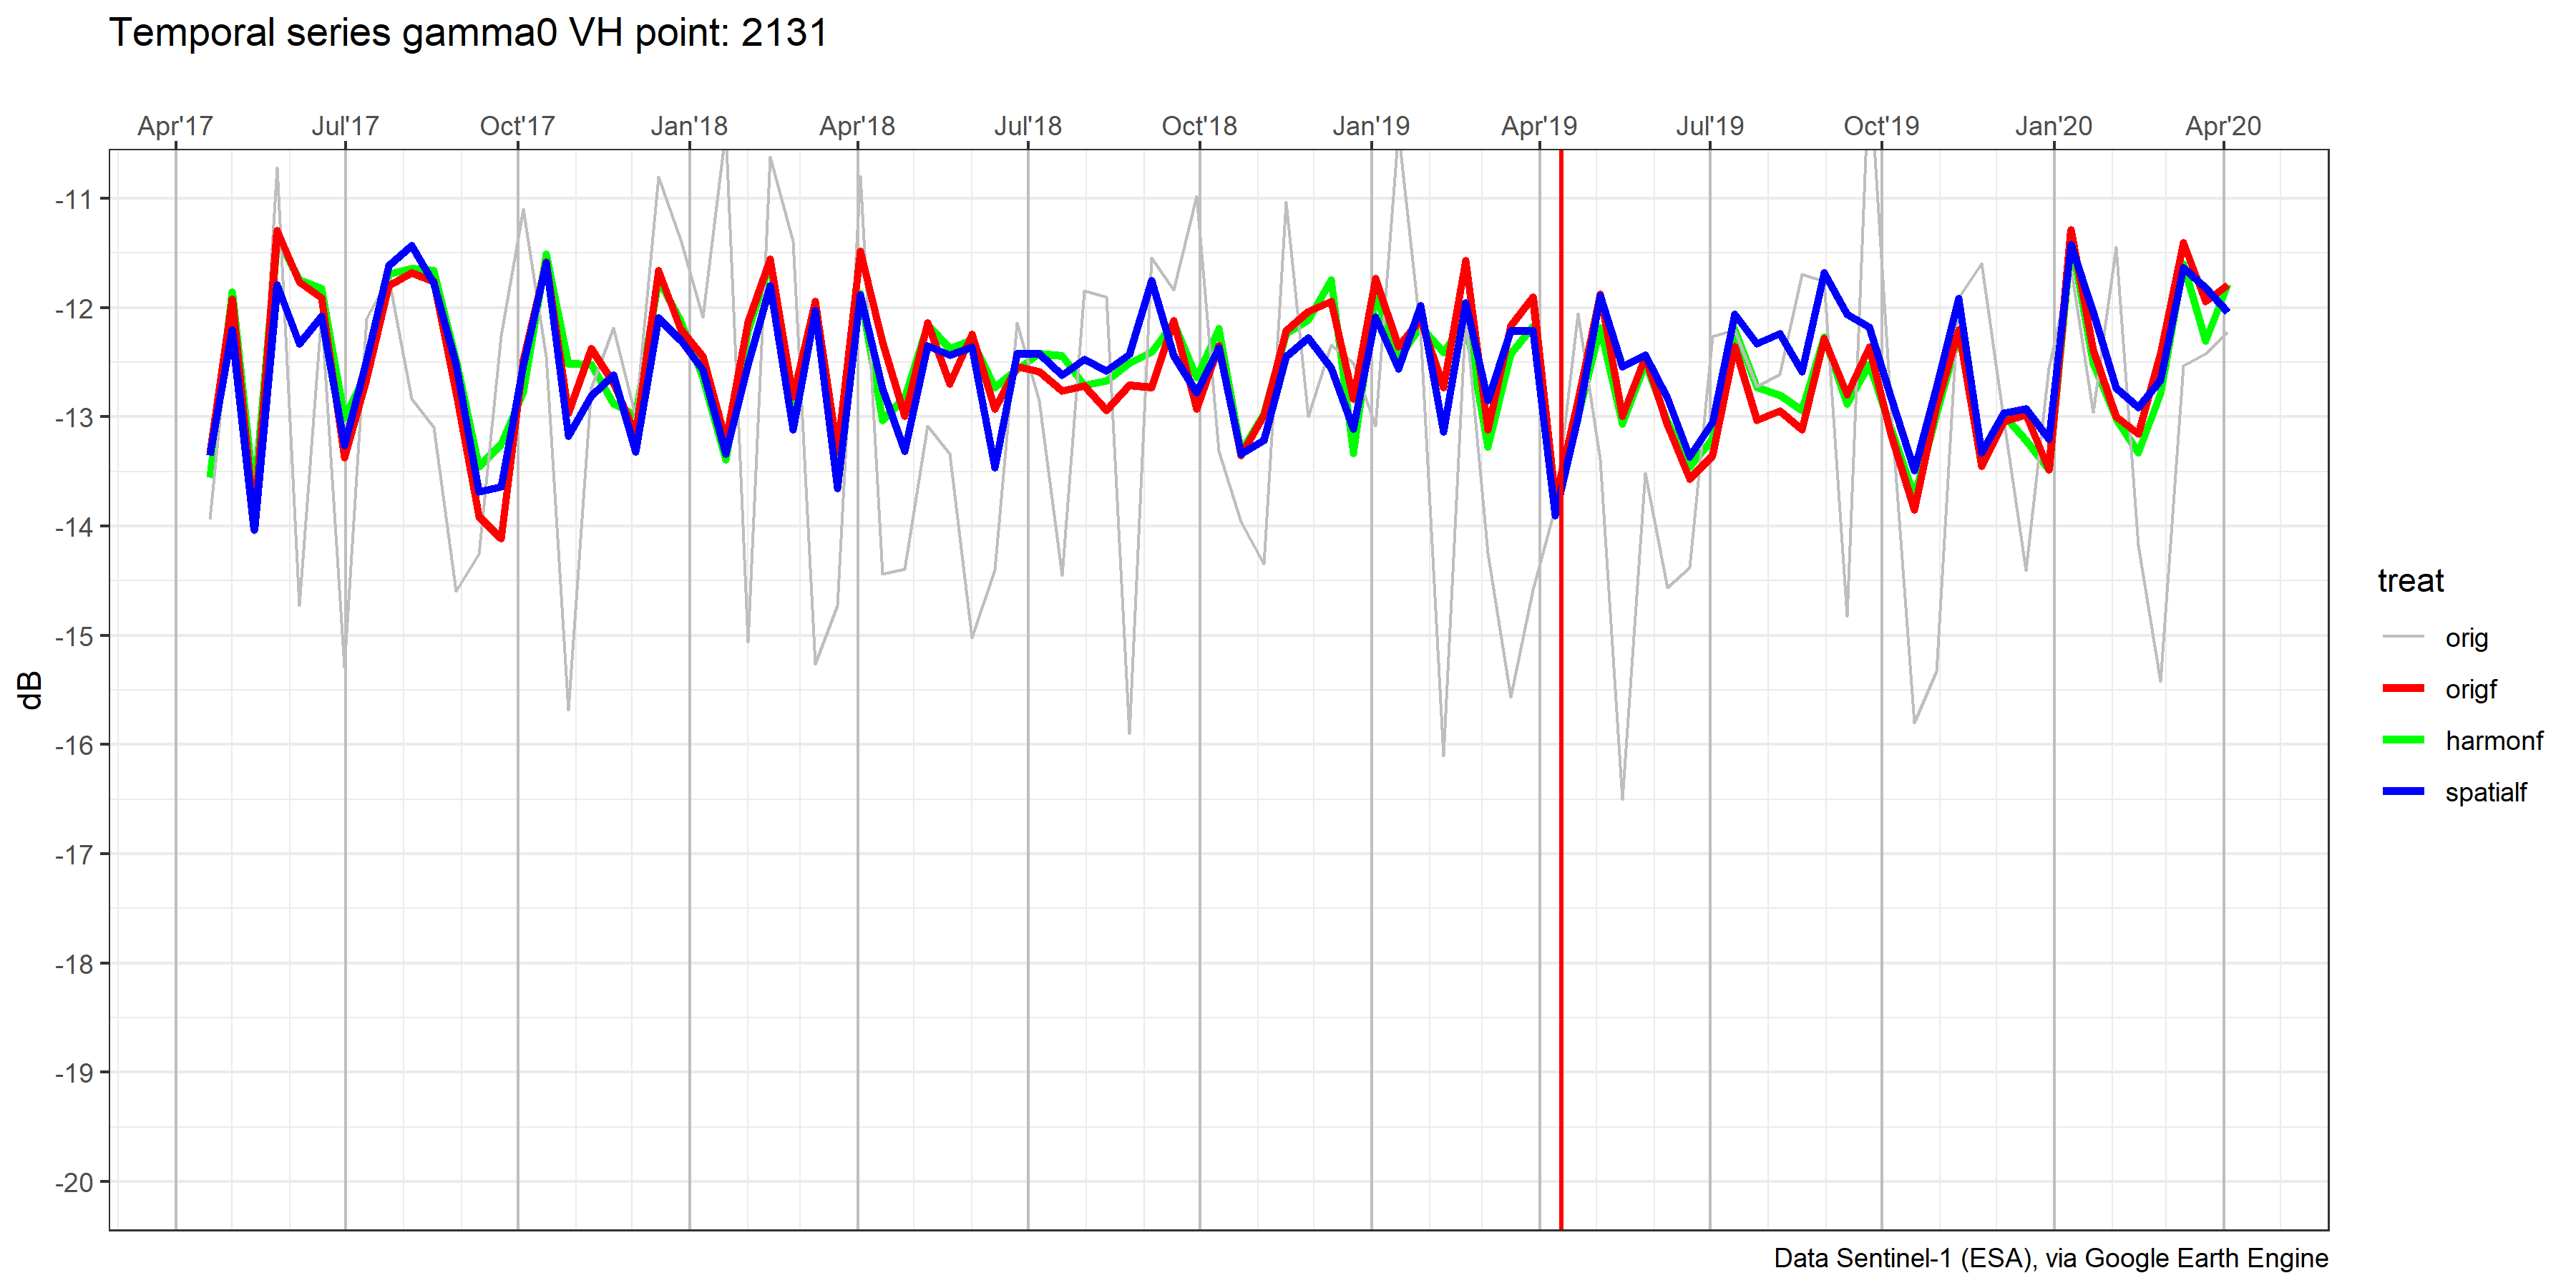 Temporal series gamma0 VH point: 2131
Apr'17 Jul'17 Oct'17 Jan'18 Apr'18 Jul'18 Oct'18 Jan'19 Apr'19 Jul'19 Oct'19 Jan'20 Apr'20
-11
-12
-13
-14
-15
-16
-17
-18
-19
-20
dB
treat
orig
origf
harmonf
spatialf
Data Sentinel-1 (ESA), via Google Earth Engine